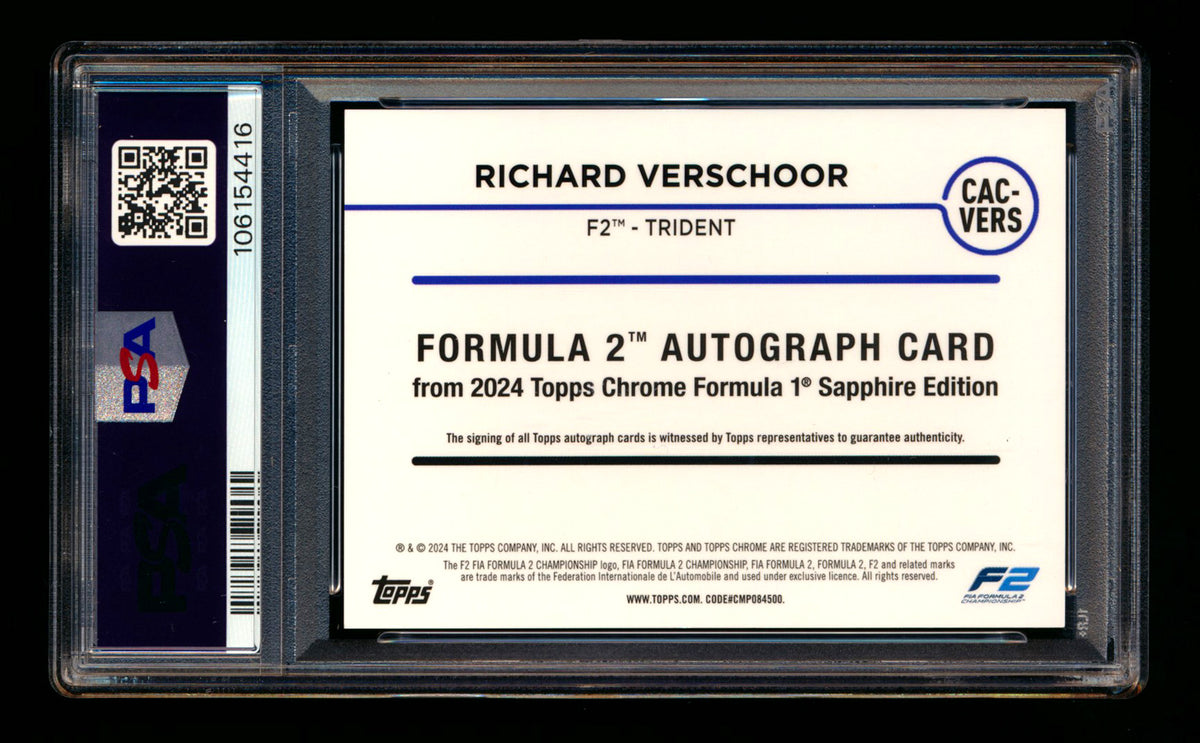 106154416
PSA
PSA
RICHARD VERSCHOOR
CAC-
VERS
F2™ - TRIDENT
FORMULA 2™ AUTOGRAPH CARD
from 2024 Topps Chrome Formula 1® Sapphire Edition
The signing of all Topps autograph cards is witnessed by Topps representatives to guarantee authenticity.
® & © 2024 THE TOPPS COMPANY, INC. ALL RIGHTS RESERVED. TOPPS AND TOPPS CHROME ARE REGISTERED TRADEMARKS OF THE TOPPS COMPANY, INC.
The F2 FIA FORMULA 2 CHAMPIONSHIP logo, FIA FORMULA 2 CHAMPIONSHIP, FIA FORMULA 2, FORMULA 2, F2 and related marks
are trade marks of the Federation Internationale de L'Automobile and used under exclusive licence. All rights reserved.
WWW.TOPPS.COM. CODE#CMP084500.
Topps®
F2
FIA FORMULA 2
CHAMPIONSHIP™